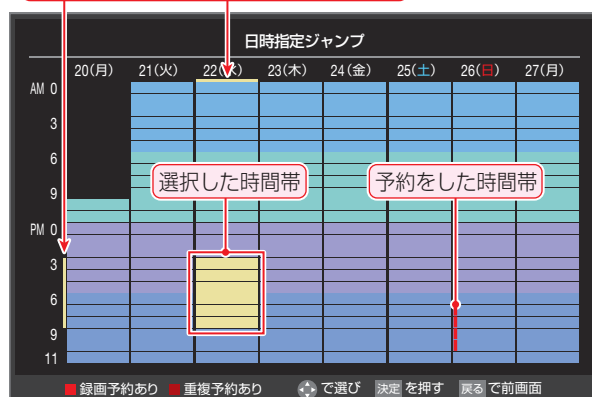 日時指定ジャンプ
20(月) 21(火) 22(水) 23(木) 24(金) 25(土) 26(日) 27(月)
AM 0
3
6
選択した時間帯 予約をした時間帯
9
PM 0
3
6
9
11
録画予約あり 重複予約あり で選び 決定 を押す 戻る で前画面